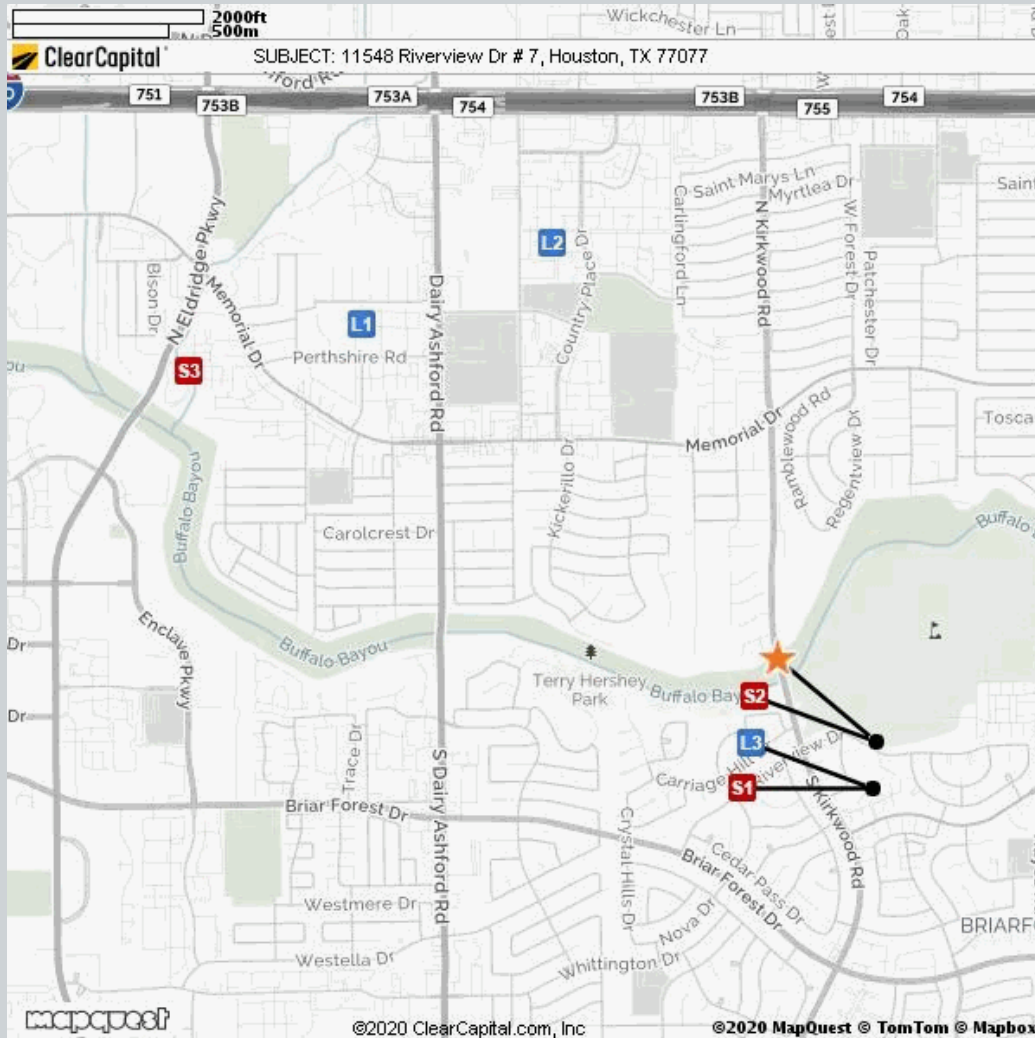 2000ft
500m
Wickchester Ln
ClearCapital
SUBJECT: 11548 Riverview Dr # 7, Houston, TX 77077
751
753B
753A
754
753B
755
754
Saint Marys Ln
Myrtlea Dr
Saint
Carlingford Ln
N Kirkwood Rd
W Forest Dr
Patchester Dr
N Eldridge Pkwy
Bison Dr
Memorial Dr
L2
Country Place Dr
Dairy Ashford Rd
L1
Perthshire Rd
S3
Memorial Dr
Ramblewood Rd
Regentview Dr
Tosca
Kickerillo Dr
Carolcrest Dr
Buffalo Bayou
Buffalo
Enclave Pkwy
Buffalo Bayou
Terry Hershey
Park
Buffalo Bay
S2
L3
Riverview Dr
Carriage Hill
S1
S Kirkwood Rd
Dr
Dr
Trace Dr
S Dairy Ashford Rd
Briar Forest Dr
Crystal Hills Dr
Cedar Pass Dr
Briar Forest Dr
Nova Dr
Westmere Dr
Westella Dr
Whittington Dr
BRIARF
mapquest
©2020 ClearCapital.com, Inc
©2020 MapQuest © TomTom © Mapbox